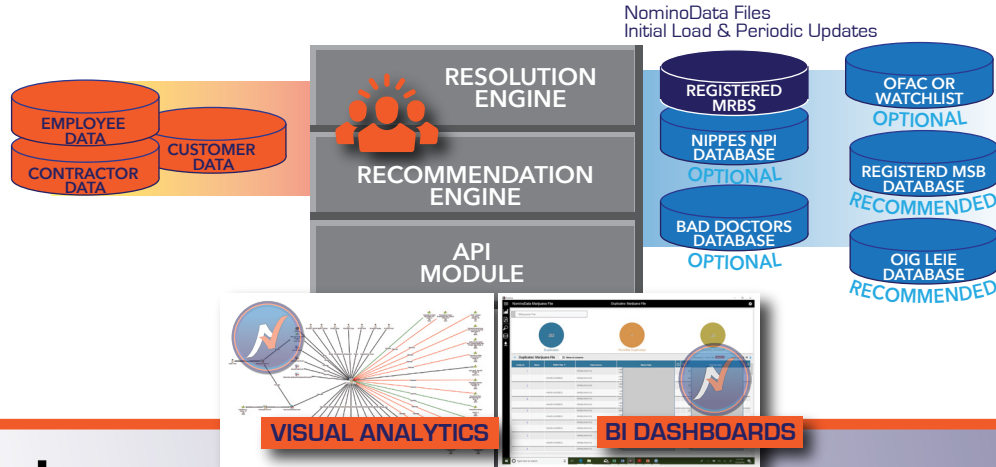 NominoData Files
Initial Load & Periodic Updates
EMPLOYEE
DATA
CONTRACTOR
DATA
CUSTOMER
DATA
RESOLUTION
ENGINE
RECOMMENDATION
ENGINE
API
MODULE
REGISTERED
MRBS
NIPPES NPI
DATABASE
OPTIONAL
BAD DOCTORS
DATABASE
OPTIONAL
OFAC OR
WATCHLIST
OPTIONAL
REGISTERD MSB
DATABASE
RECOMMENDED
OIG LEIE
DATABASE
RECOMMENDED
VISUAL ANALYTICS
BI DASHBOARDS